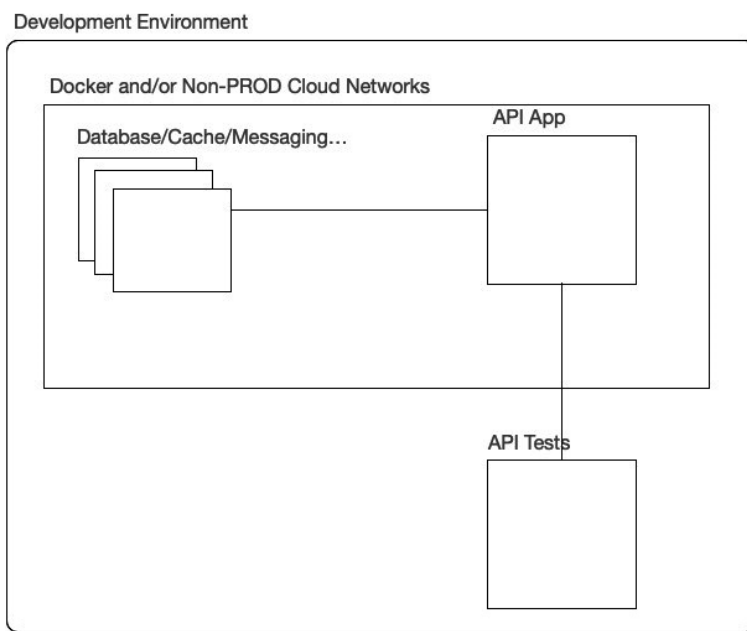 Development Environment
Docker and/or Non-PROD Cloud Networks
API App
Database/Cache/Messaging...
API Tests